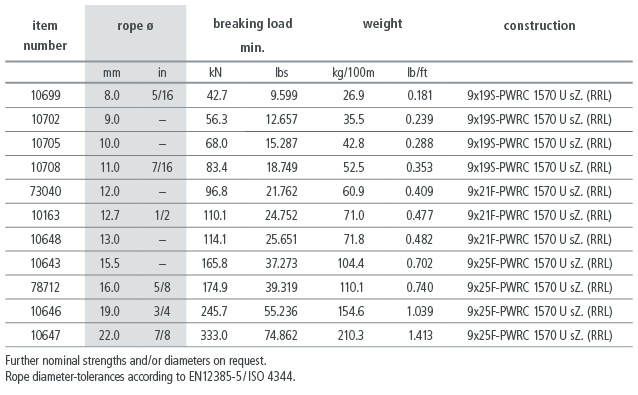 item number rope ø breaking load min. weight construction
mm in kN lbs kg/100m lb/ft
10699 8.0 5/16 42.7 9.599 26.9 0.181 9x19S-PWRC 1570 U sZ. (RRL)
10702 9.0 – 56.3 12.657 35.5 0.239 9x19S-PWRC 1570 U sZ. (RRL)
10705 10.0 – 68.0 15.287 42.8 0.288 9x19S-PWRC 1570 U sZ. (RRL)
10708 11.0 7/16 83.4 18.749 52.5 0.353 9x19S-PWRC 1570 U sZ. (RRL)
73040 12.0 – 96.8 21.762 60.9 0.409 9x21F-PWRC 1570 U sZ. (RRL)
10163 12.7 1/2 110.1 24.752 71.0 0.477 9x21F-PWRC 1570 U sZ. (RRL)
10648 13.0 – 114.1 25.651 71.8 0.482 9x21F-PWRC 1570 U sZ. (RRL)
10643 15.5 – 165.8 37.273 104.4 0.702 9x25F-PWRC 1570 U sZ. (RRL)
78712 16.0 5/8 174.9 39.319 110.1 0.740 9x25F-PWRC 1570 U sZ. (RRL)
10646 19.0 3/4 245.7 55.236 154.6 1.039 9x25F-PWRC 1570 U sZ. (RRL)
10647 22.0 7/8 333.0 74.862 210.3 1.413 9x25F-PWRC 1570 U sZ. (RRL)
Further nominal strengths and/or diameters on request.
Rope diameter-tolerances according to EN12385-5/ISO 4344.